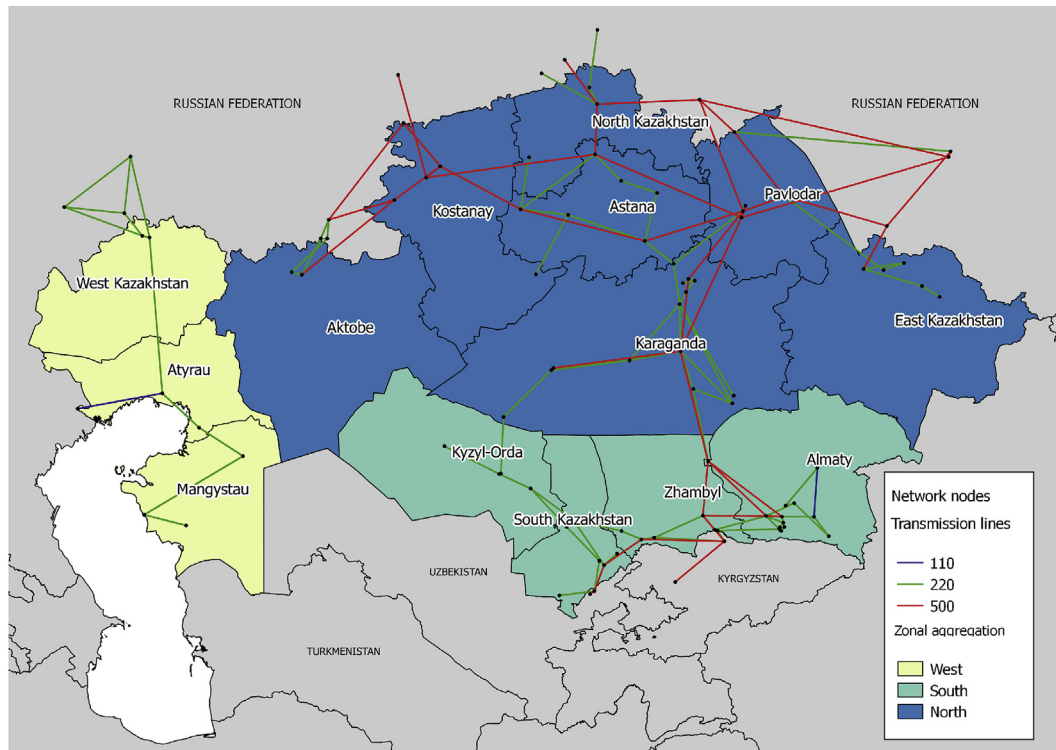 RUSSIAN FEDERATION
RUSSIAN FEDERATION
North Kazakhstan
Pavlodar
Kostanay
Astana
West Kazakhstan
Aktobe
East Kazakhstan
Karaganda
Atyrau
Kyzyl-Orda
Almaty
Mangystau
Zhambyl
South Kazakhstan
UZBEKISTAN
KYRGYZSTAN
TURKMENISTAN
Network nodes
Transmission lines
110
220
500
Zonal aggregation
West
South
North